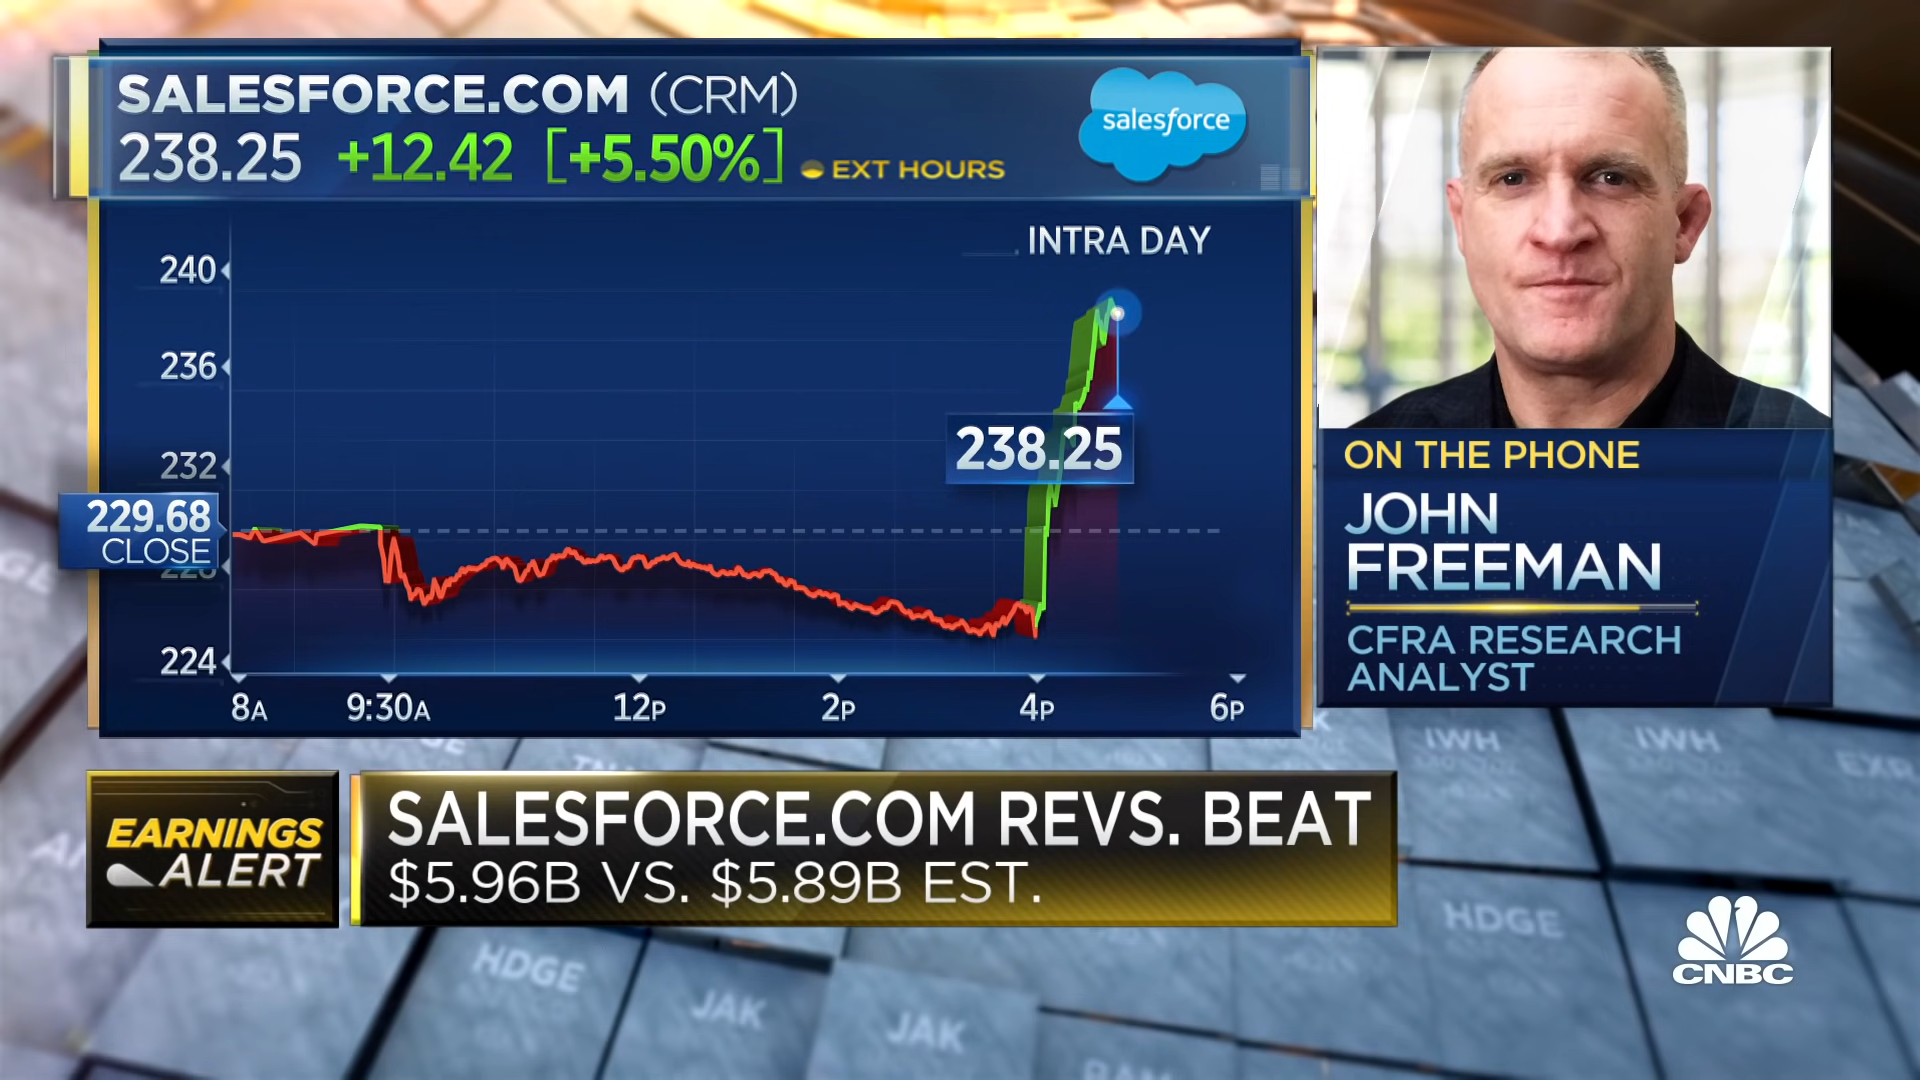 SALESFORCE.COM (CRM)
238.25 +12.42 [+5.50%] EXT HOURS
salesforce
INTRA DAY
240
236
232
229.68
CLOSE
224
238.25
8A 9:30A 12P 2P 4P 6P
ON THE PHONE
JOHN
FREEMAN
CFRA RESEARCH
ANALYST
EARNINGS
ALERT
SALESFORCE.COM REVS. BEAT
$5.96B VS. $5.89B EST.
CNBC
IWH
IWH
EXR
HDGE
HDGE
JAK
JAK